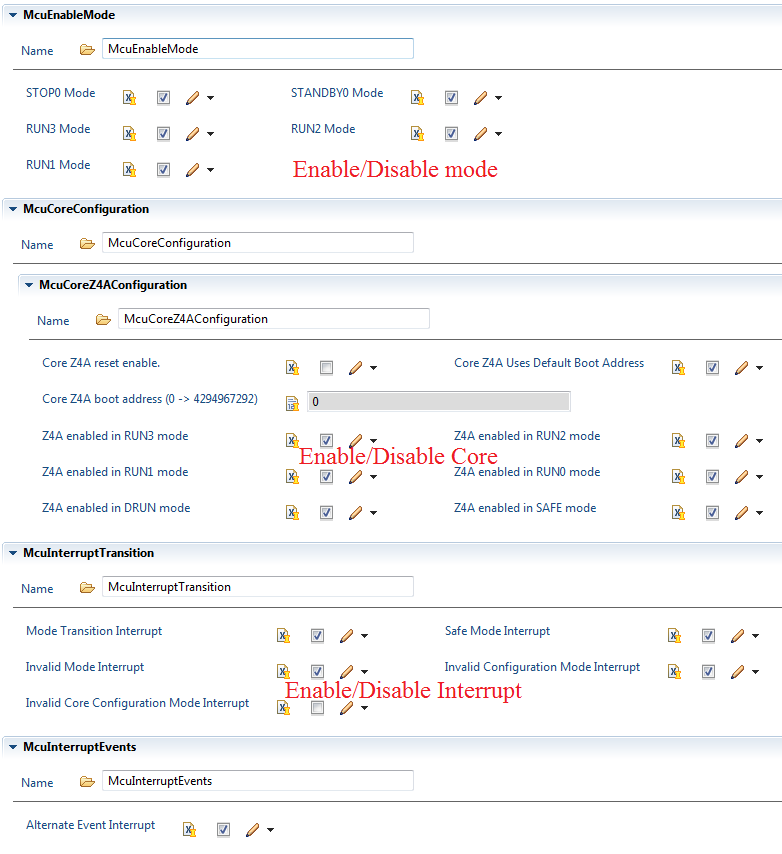 McuEnableMode
Name McuEnableMode
STOP0 Mode STANDBY0 Mode
RUN3 Mode RUN2 Mode
RUN1 Mode
Enable/Disable mode
McuCoreConfiguration
Name McuCoreConfiguration
McuCoreZ4AConfiguration
Name McuCoreZ4AConfiguration
Core Z4A reset enable. Core Z4A Uses Default Boot Address
Core Z4A boot address (0 -> 4294967292) 0
Z4A enabled in RUN3 mode Z4A enabled in RUN2 mode
Enable/Disable Core
Z4A enabled in RUN1 mode Z4A enabled in RUN0 mode
Z4A enabled in DRUN mode Z4A enabled in SAFE mode
McuInterruptTransition
Name McuInterruptTransition
Mode Transition Interrupt Safe Mode Interrupt
Invalid Mode Interrupt Invalid Configuration Mode Interrupt
Enable/Disable Interrupt
Invalid Core Configuration Mode Interrupt
McuInterruptEvents
Name McuInterruptEvents
Alternate Event Interrupt